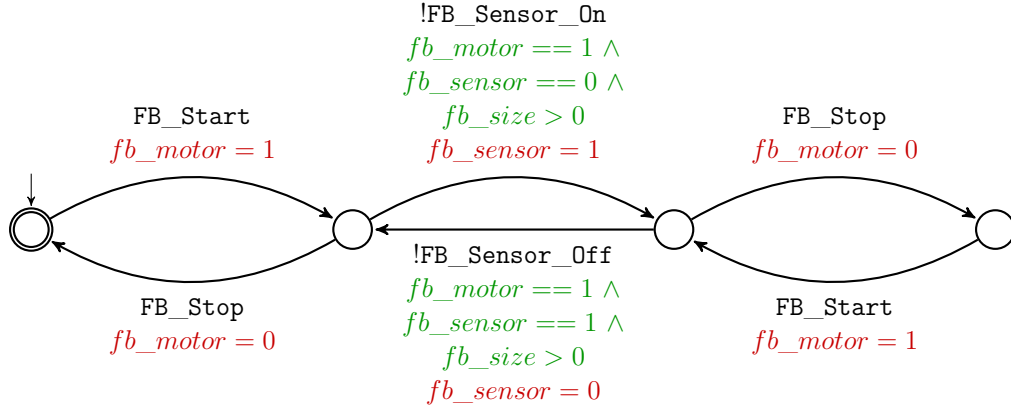 !FB_Sensor_On
fb_motor == 1 ∧
fb_sensor == 0 ∧
fb_size > 0
fb_sensor = 1
FB_Start
fb_motor = 1
FB_Stop
fb_motor = 0
FB_Stop
fb_motor = 0
!FB_Sensor_Off
fb_motor == 1 ∧
fb_sensor == 1 ∧
fb_size > 0
fb_sensor = 0
FB_Start
fb_motor = 1